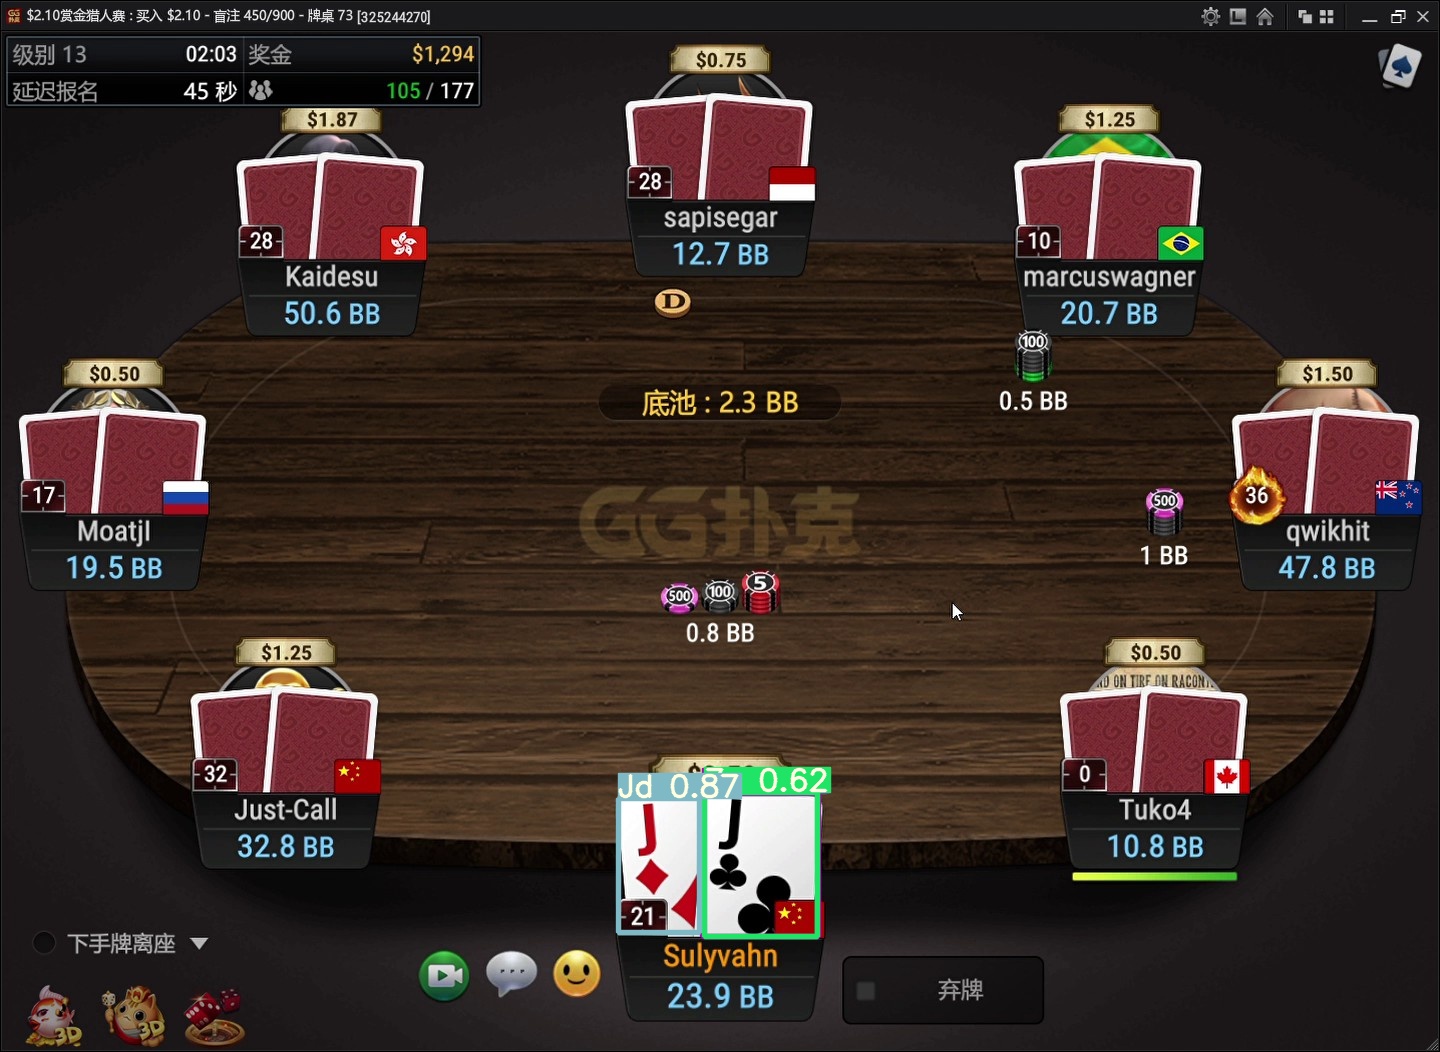 $2.10赏金猎人赛 : 买入 $2.10 - 盲注 450/900 - 牌桌 73 [325244270]
级别 13 02:03 奖金 $1,294
延迟报名 45 秒 105 / 177
$0.75
28
sapisegar
12.7 BB
$1.87
28
Kaidesu
50.6 BB
$1.25
10
marcuswagner
20.7 BB
D
100
0.5 BB
底池 : 2.3 BB
$0.50
17
Moatjl
19.5 BB
$1.50
36
qwikhit
47.8 BB
500
1 BB
GG扑克
500 100 5
0.8 BB
$1.25
32
Just-Call
32.8 BB
$0.50
0
Tuko4
10.8 BB
Jd 0.87 0.62
J J
21
Sulyvahn
23.9 BB
下手牌离座
弃牌
3D 3D